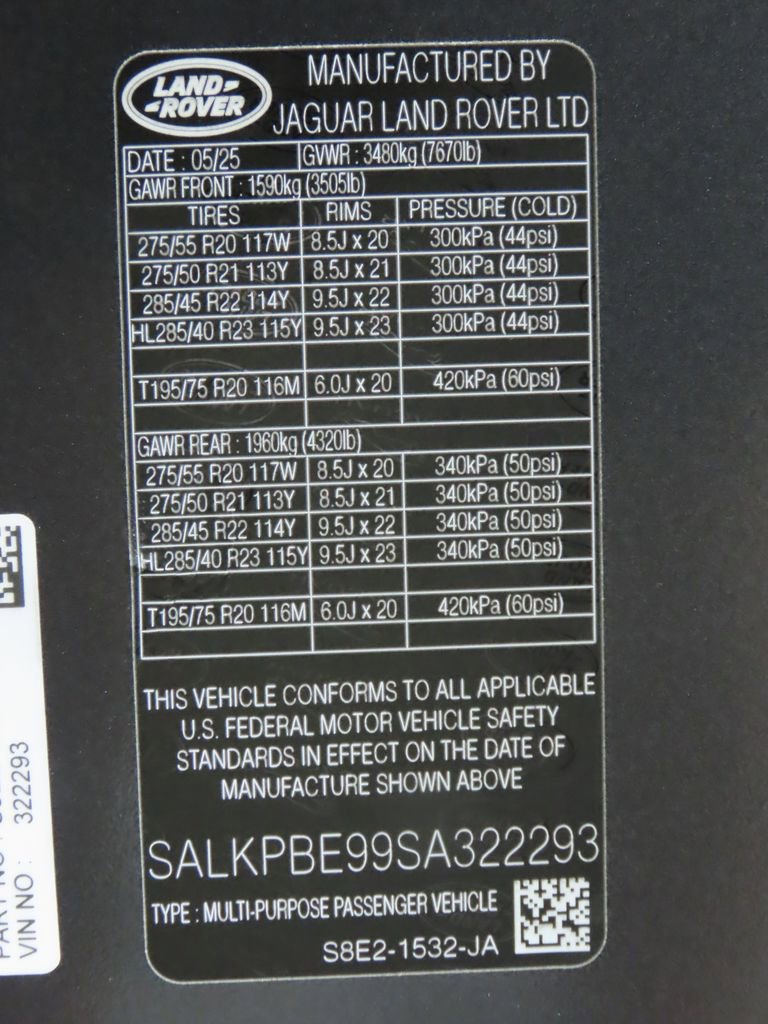 LAND-
-ROVER
MANUFACTURED BY
JAGUAR LAND ROVER LTD
DATE : 05/25 GVWR : 3480kg (7670lb)
GAWR FRONT : 1590kg (3505lb)
TIRES RIMS PRESSURE (COLD)
275/55 R20 117W 8.5J x 20 300kPa (44psi)
275/50 R21 113Y 8.5J x 21 300kPa (44psi)
285/45 R22 114Y 9.5J x 22 300kPa (44psi)
HL285/40 R23 115Y 9.5J x 23 300kPa (44psi)
T195/75 R20 116M 6.0J x 20 420kPa (60psi)
GAWR REAR : 1960kg (4320lb)
275/55 R20 117W 8.5J x 20 340kPa (50psi)
275/50 R21 113Y 8.5J x 21 340kPa (50psi)
285/45 R22 114Y 9.5J x 22 340kPa (50psi)
HL285/40 R23 115Y 9.5J x 23 340kPa (50psi)
T195/75 R20 116M 6.0J x 20 420kPa (60psi)
THIS VEHICLE CONFORMS TO ALL APPLICABLE
U.S. FEDERAL MOTOR VEHICLE SAFETY
STANDARDS IN EFFECT ON THE DATE OF
MANUFACTURE SHOWN ABOVE
SALKPBE99SA322293
TYPE : MULTI-PURPOSE PASSENGER VEHICLE
S8E2-1532-JA
PART NO :
VIN NO : 322293